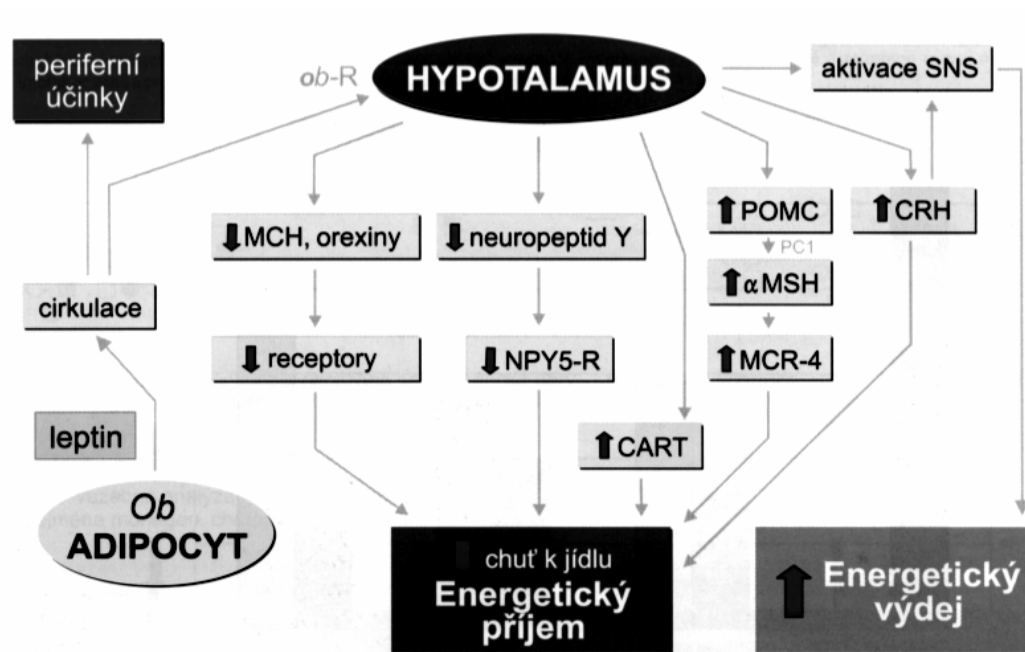 periferní
účinky
ob-R
HYPOTALAMUS
aktivace SNS
⬇MCH, orexiny
⬇neuropeptid Y
⬆POMC
⬆CRH
PC1
⬆αMSH
cirkulace
⬇receptory
⬇NPY5-R
⬆MCR-4
leptin
⬆CART
Ob
ADIPOCYT
chuť k jídlu
Energetický
příjem
⬆Energetický
výdej